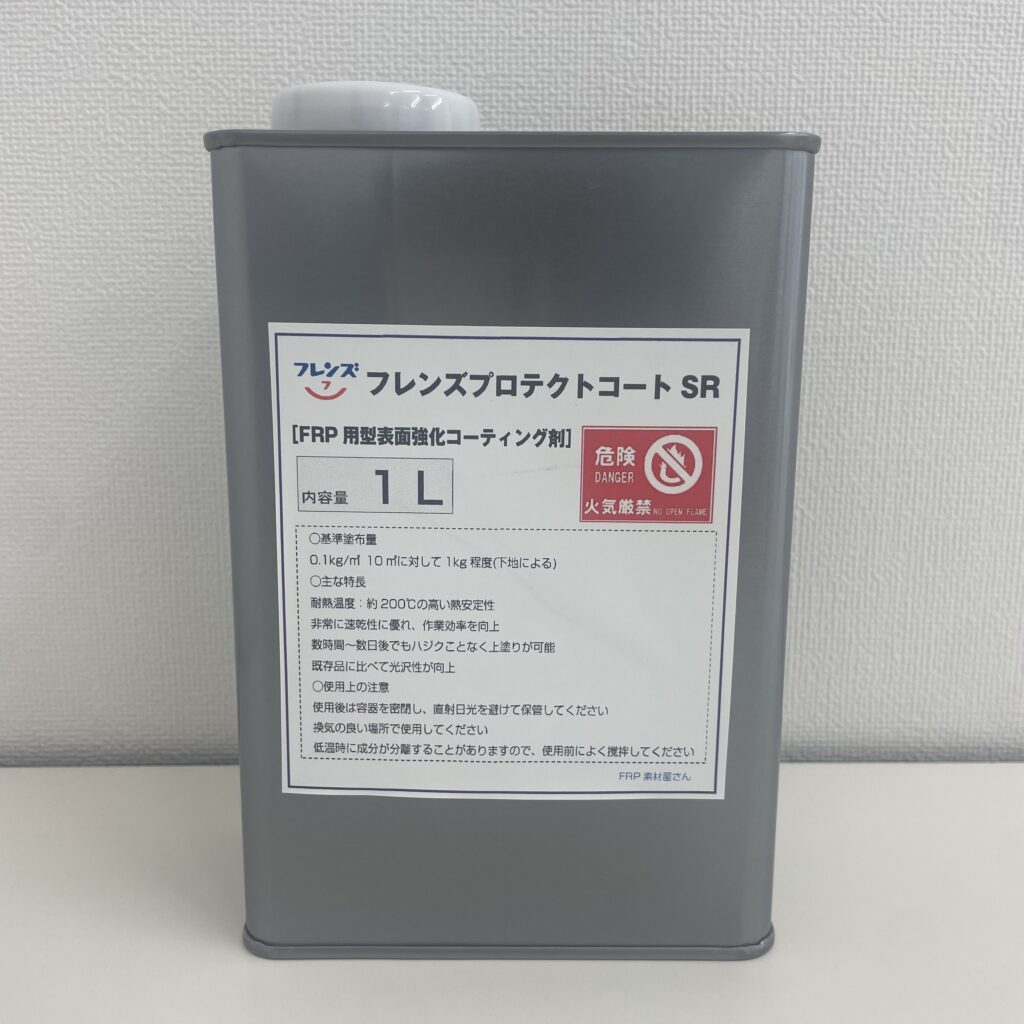 フレンズ
フ
フレンズプロテクトコート SR
[FRP 用型表面強化コーティング剤]
内容量 1 L
危険
DANGER
火気厳禁 NO OPEN FLAME
○基準塗布量
0.1kg/㎡ 10 ㎡に対して 1kg 程度(下地による)
○主な特長
耐熱温度：約 200℃の高い熱安定性
非常に速乾性に優れ、作業効率を向上
数時間～数日後でもハジくことなく上塗りが可能
既存品に比べて光沢性が向上
○使用上の注意
使用後は容器を密閉し、直射日光を避けて保管してください
換気の良い場所で使用してください
低温時に成分が分離することがありますので、使用前によく撹拌してください
FRP 素材屋さん